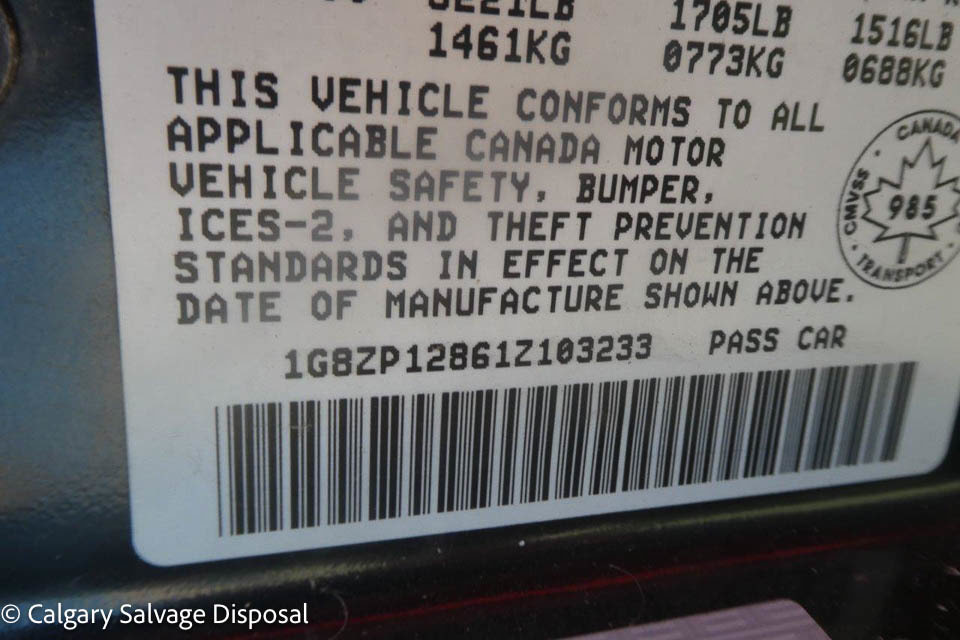 1705LB 1516LB
1461KG 0773KG 0688KG
THIS VEHICLE CONFORMS TO ALL
APPLICABLE CANADA MOTOR
VEHICLE SAFETY, BUMPER,
ICES-2, AND THEFT PREVENTION
STANDARDS IN EFFECT ON THE
DATE OF MANUFACTURE SHOWN ABOVE.
CANADA
CMVSS
985
TRANSPORT
1G8ZP12861Z103233 PASS CAR
© Calgary Salvage Disposal